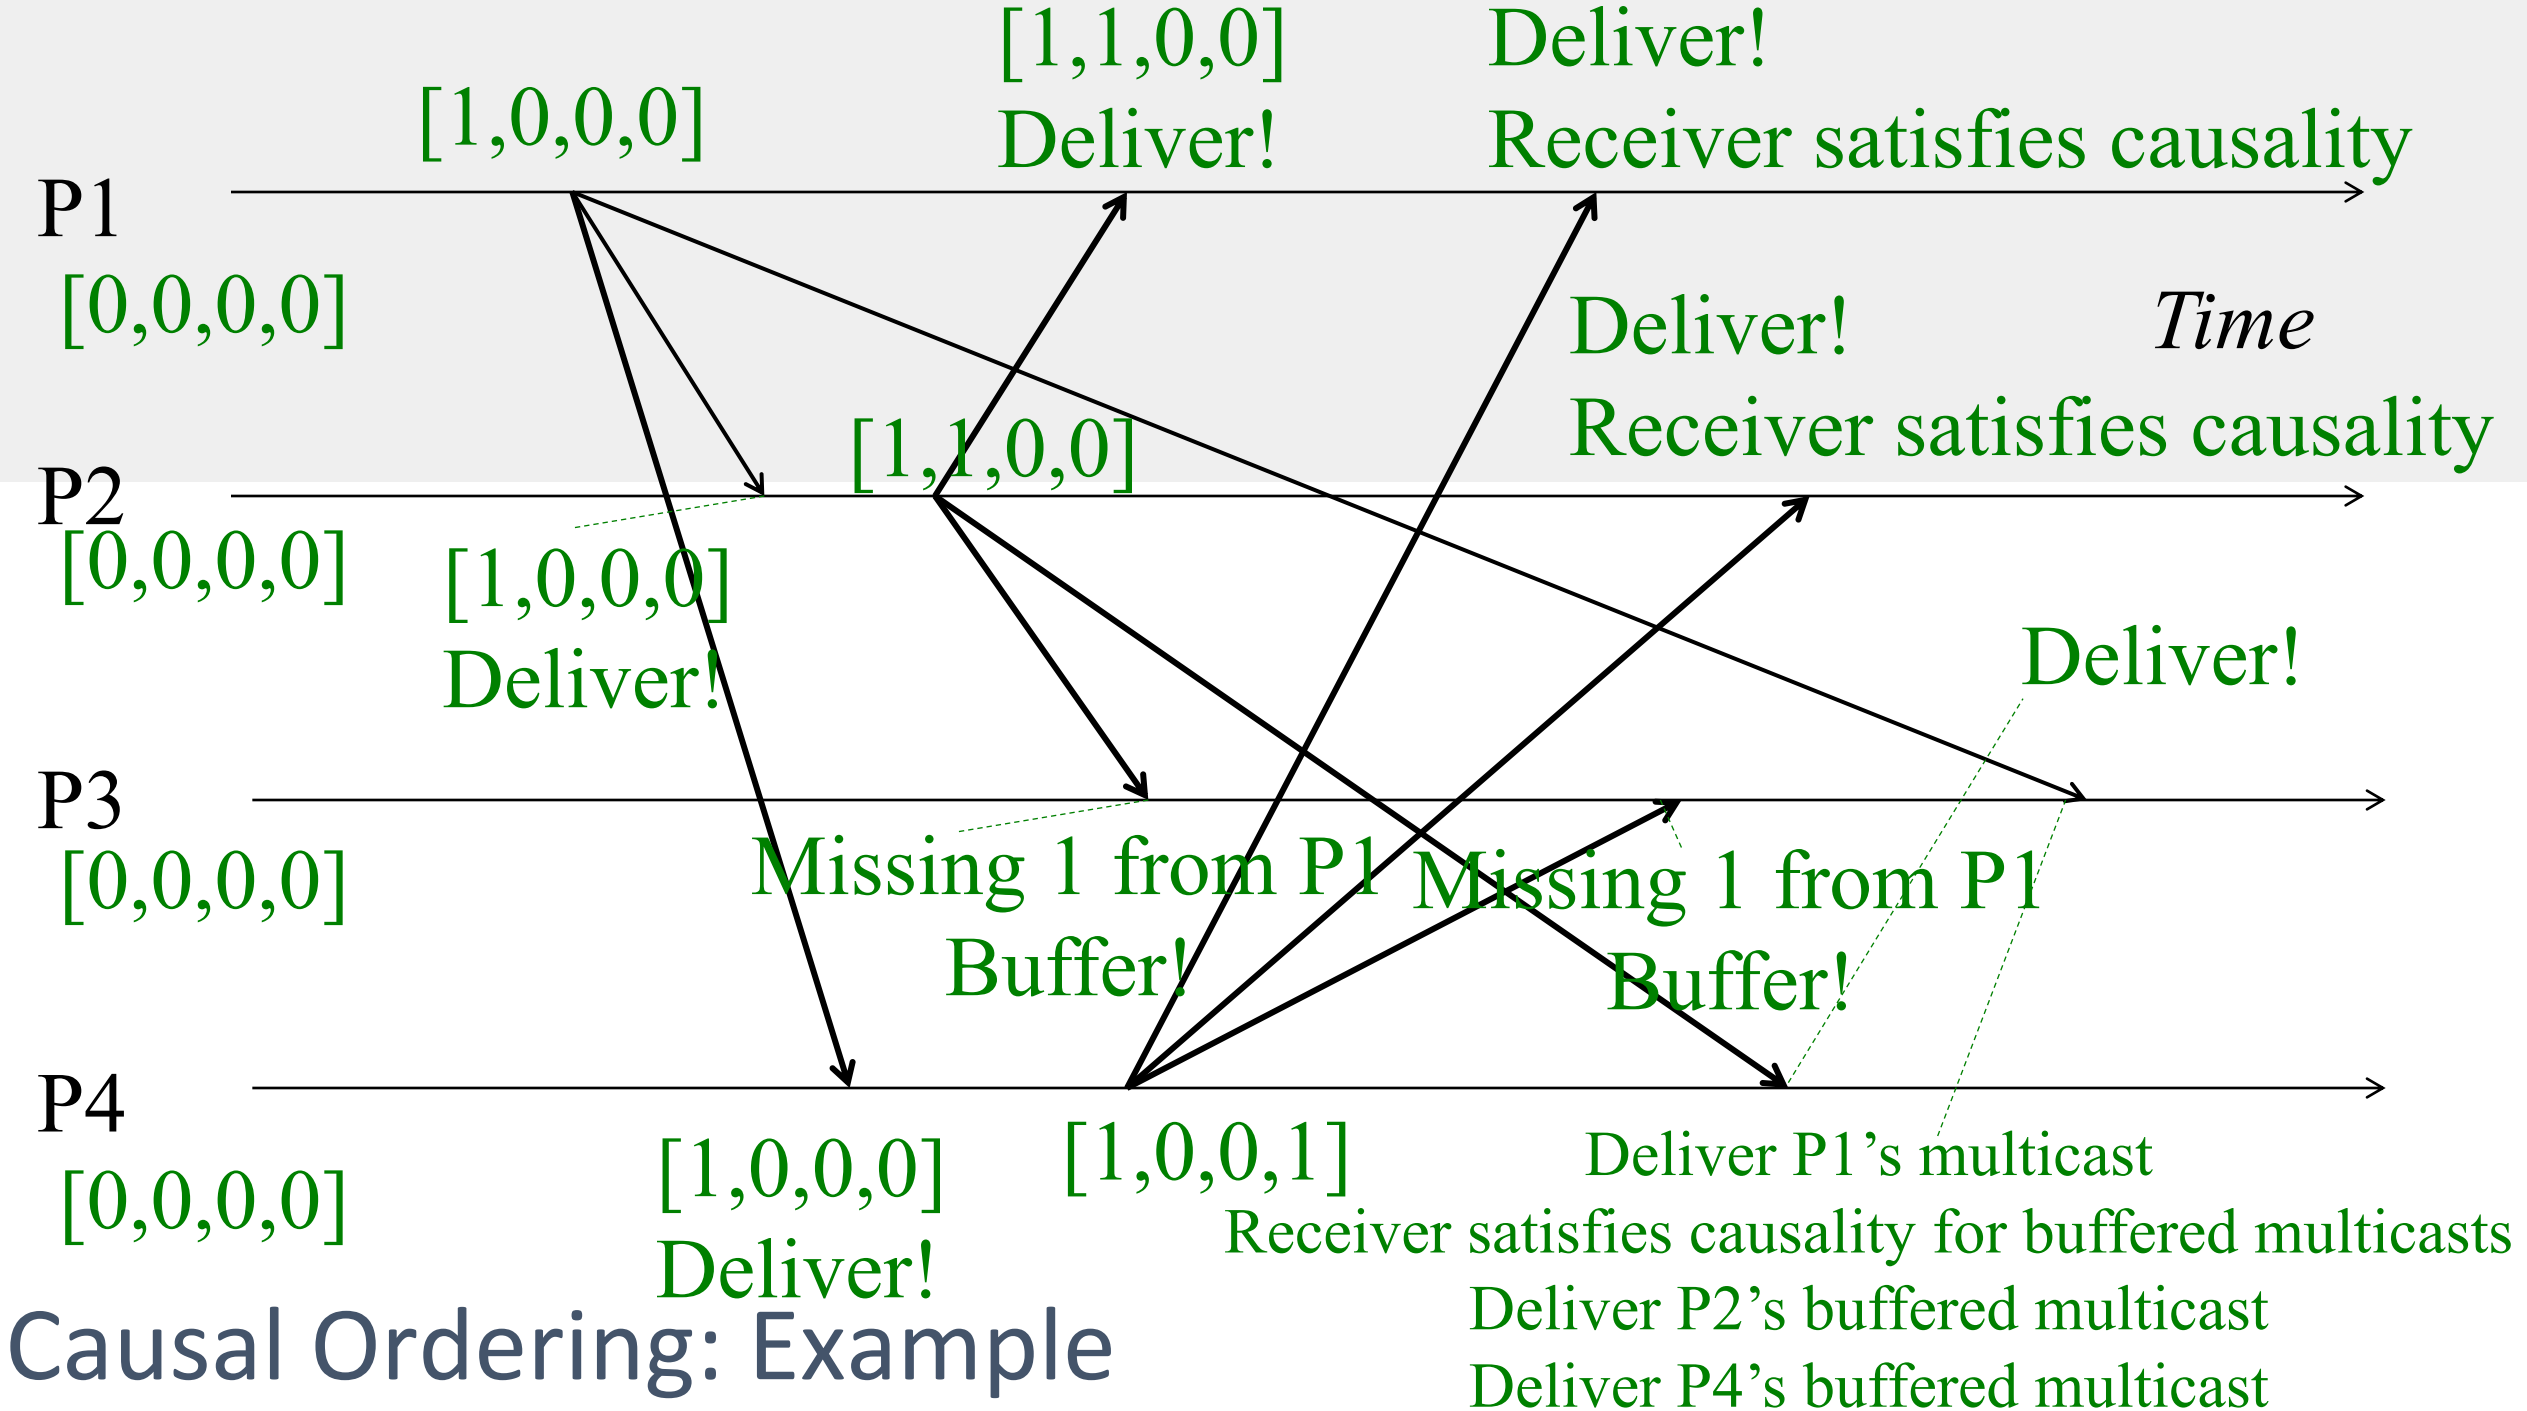 [1,1,0,0]
Deliver!
Deliver!
Receiver satisfies causality
[1,0,0,0]
P1
[0,0,0,0]
Deliver!
Receiver satisfies causality
Time
[1,1,0,0]
P2
[0,0,0,0]
[1,0,0,0]
Deliver!
Deliver!
P3
[0,0,0,0]
Missing 1 from P1
Buffer!
Missing 1 from P1
Buffer!
P4
[0,0,0,0]
[1,0,0,0]
Deliver!
[1,0,0,1]
Deliver P1’s multicast
Receiver satisfies causality for buffered multicasts
Deliver P2’s buffered multicast
Deliver P4’s buffered multicast
Causal Ordering: Example